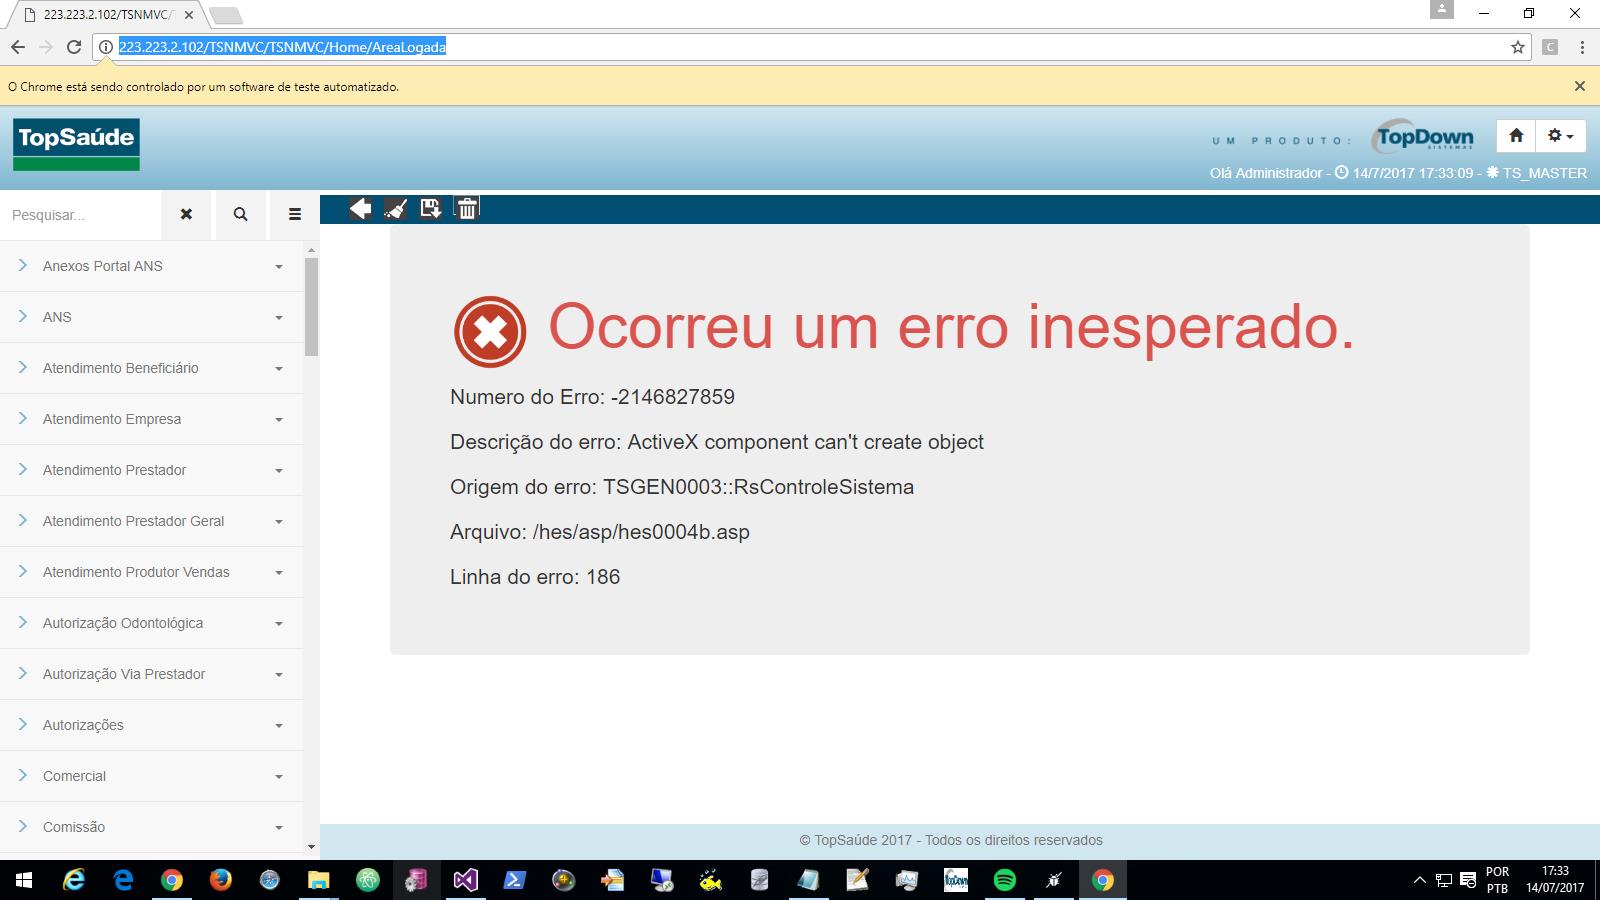 223.223.2.102/TSNMVC/T
223.223.2.102/TSNMVC/TSNMVC/Home/AreaLogada
C
O Chrome está sendo controlado por um software de teste automatizado.
TopSaúde
UM PRODUTO:
TopDown
SISTEMAS
Olá Administrador - 14/7/2017 17:33:09 - TS_MASTER
Pesquisar...
Anexos Portal ANS
ANS
Atendimento Beneficiário
Atendimento Empresa
Atendimento Prestador
Atendimento Prestador Geral
Atendimento Produtor Vendas
Autorização Odontológica
Autorização Via Prestador
Autorizações
Comercial
Comissão
Ocorreu um erro inesperado.
Numero do Erro: -2146827859
Descrição do erro: ActiveX component can't create object
Origem do erro: TSGEN0003::RsControleSistema
Arquivo: /hes/asp/hes0004b.asp
Linha do erro: 186
© TopSaúde 2017 - Todos os direitos reservados
TopDown
POR
PTB
17:33
14/07/2017